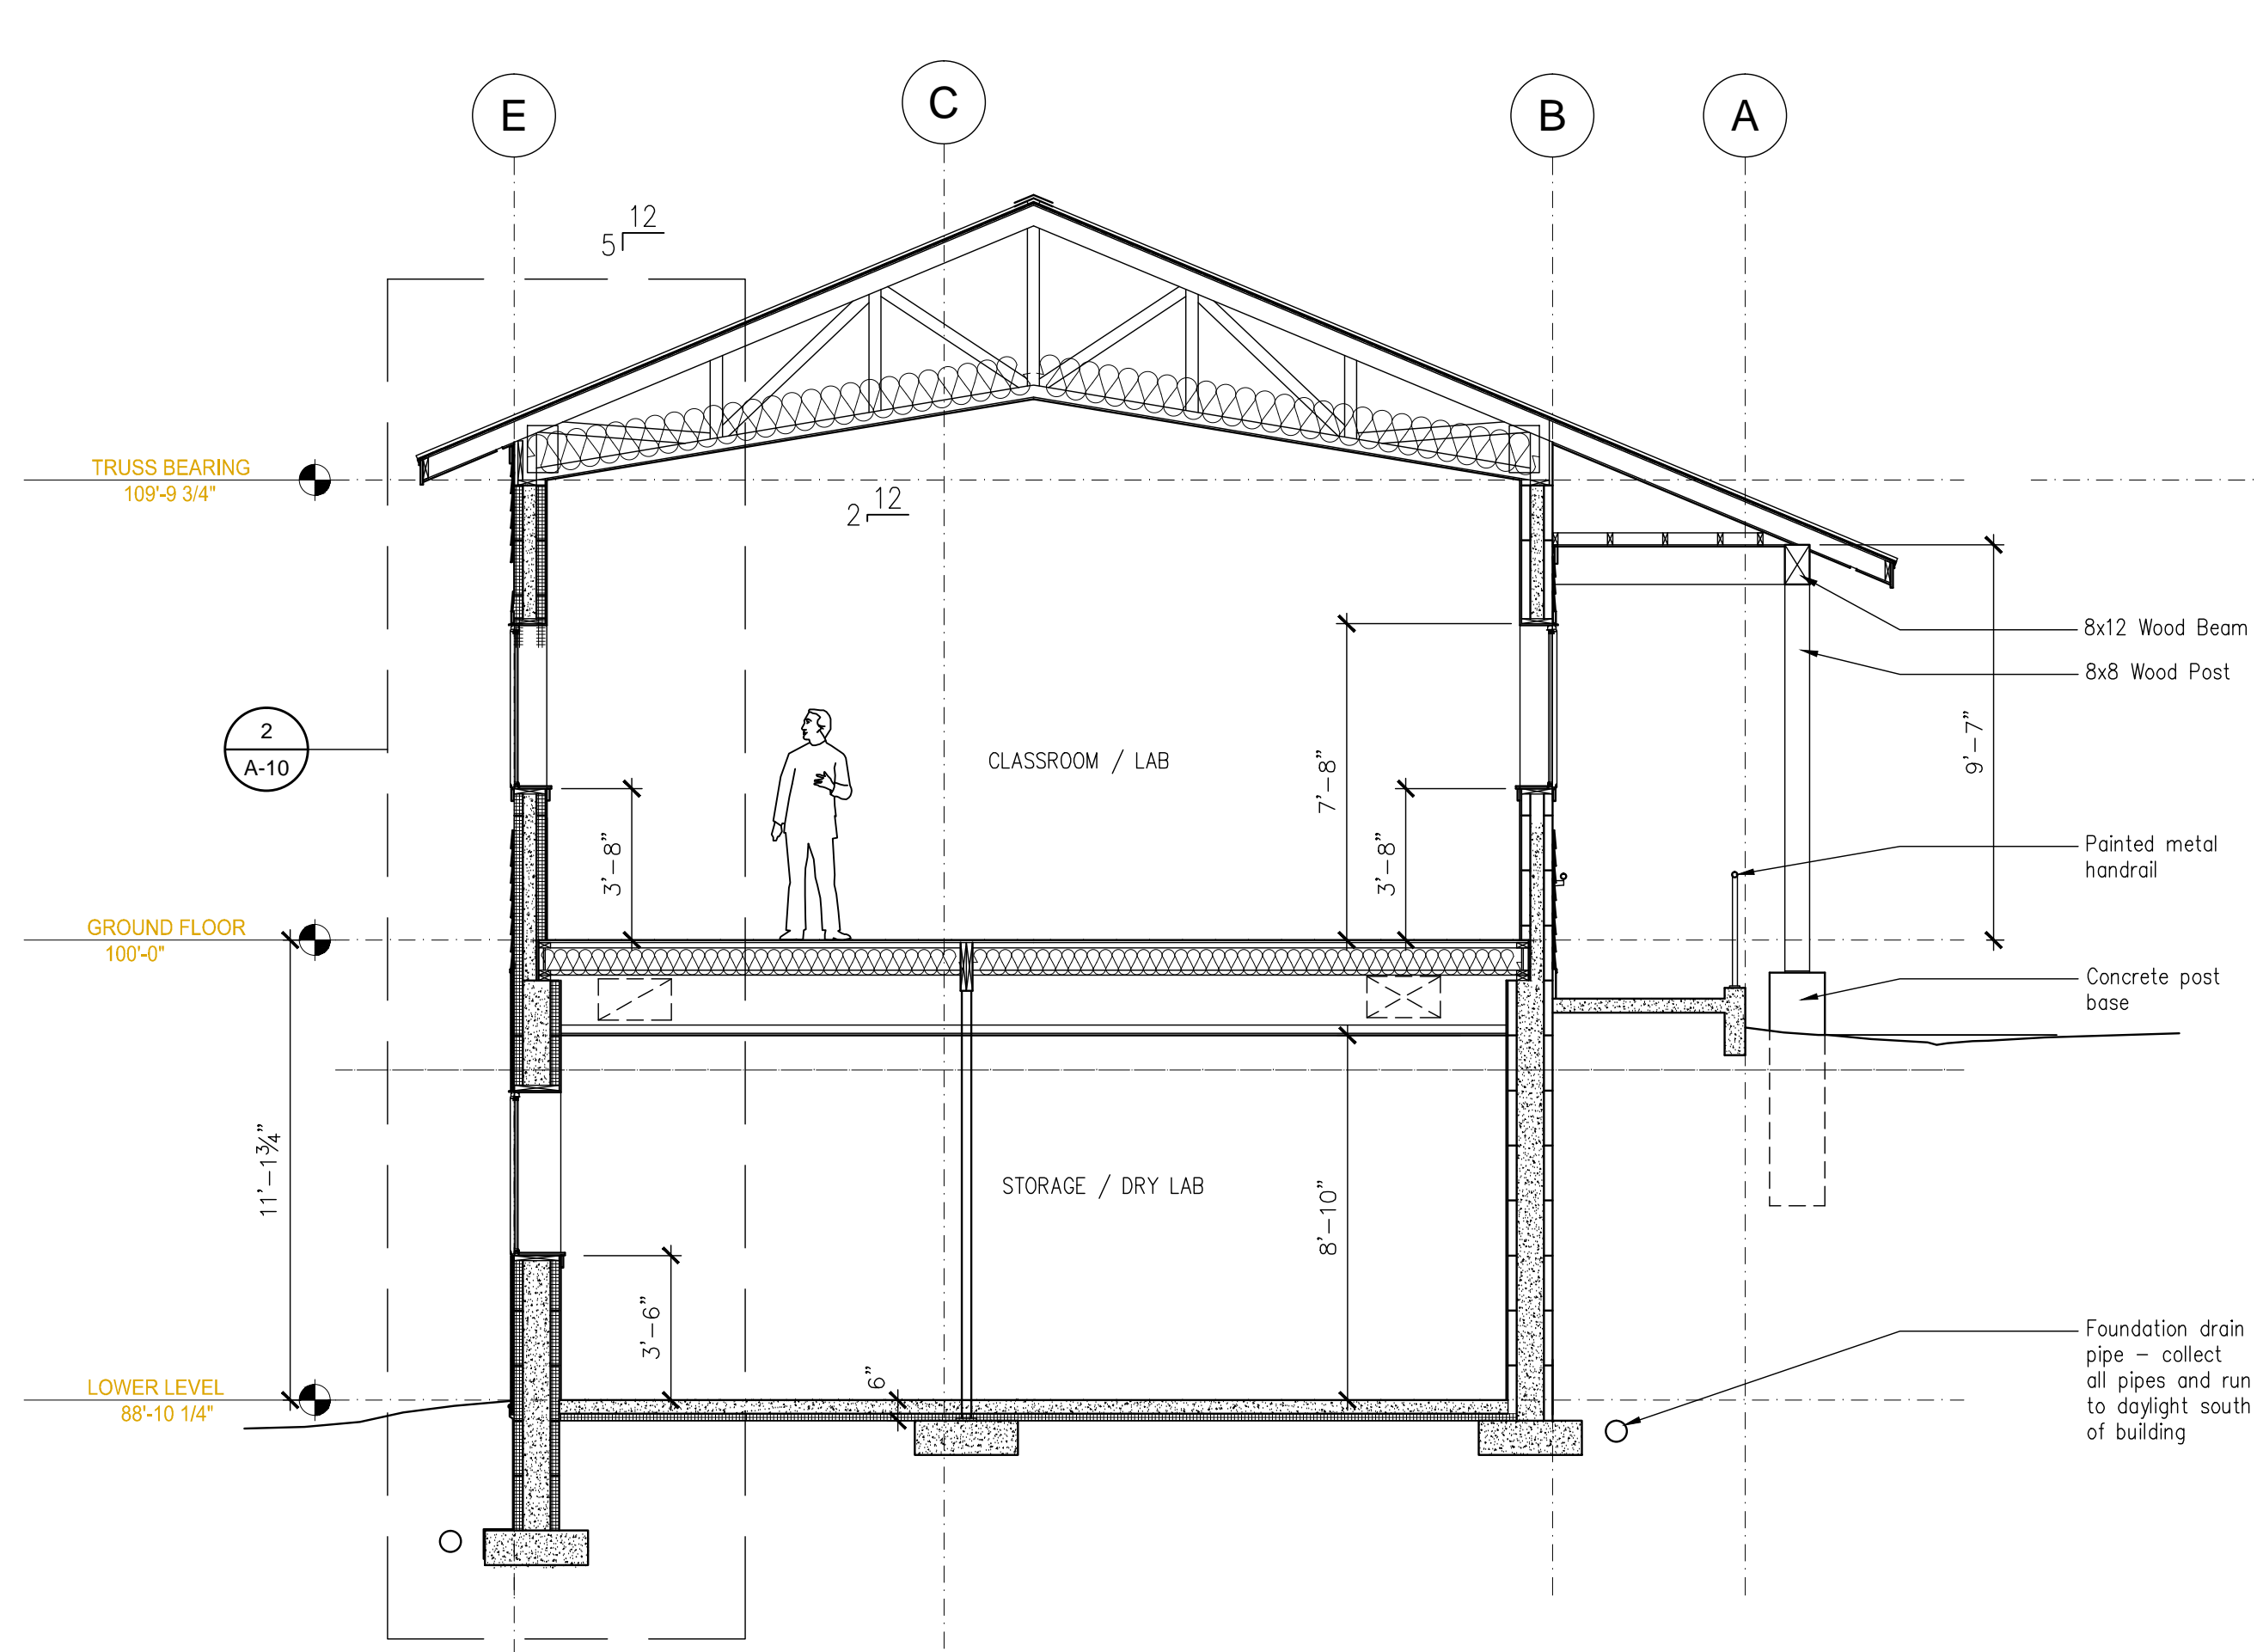 E
C
B
A
12
5
TRUSS BEARING
109'-9 3/4"
12
2
8x12 Wood Beam
8x8 Wood Post
9'-7"
2
A-10
CLASSROOM / LAB
7'-8"
3'-8"
3'-8"
Painted metal
handrail
GROUND FLOOR
100'-0"
Concrete post
base
11'-1¾"
STORAGE / DRY LAB
8'-10"
3'-6"
6"
LOWER LEVEL
88'-10 1/4"
Foundation drain
pipe – collect
all pipes and run
to daylight south
of building